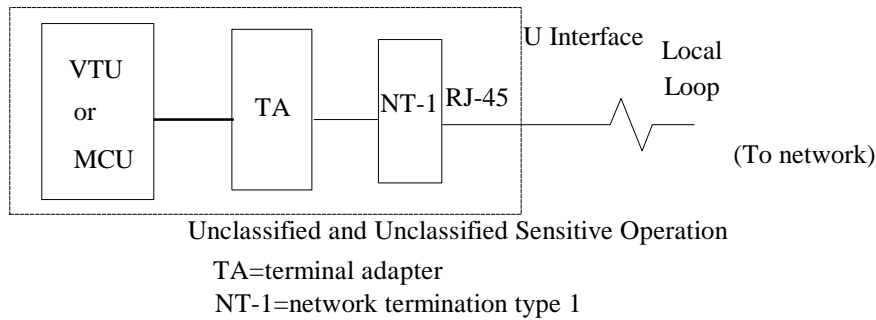 VTU
or
MCU
TA
NT-1
RJ-45
U Interface
Local
Loop
(To network)
Unclassified and Unclassified Sensitive Operation
TA=terminal adapter
NT-1=network termination type 1